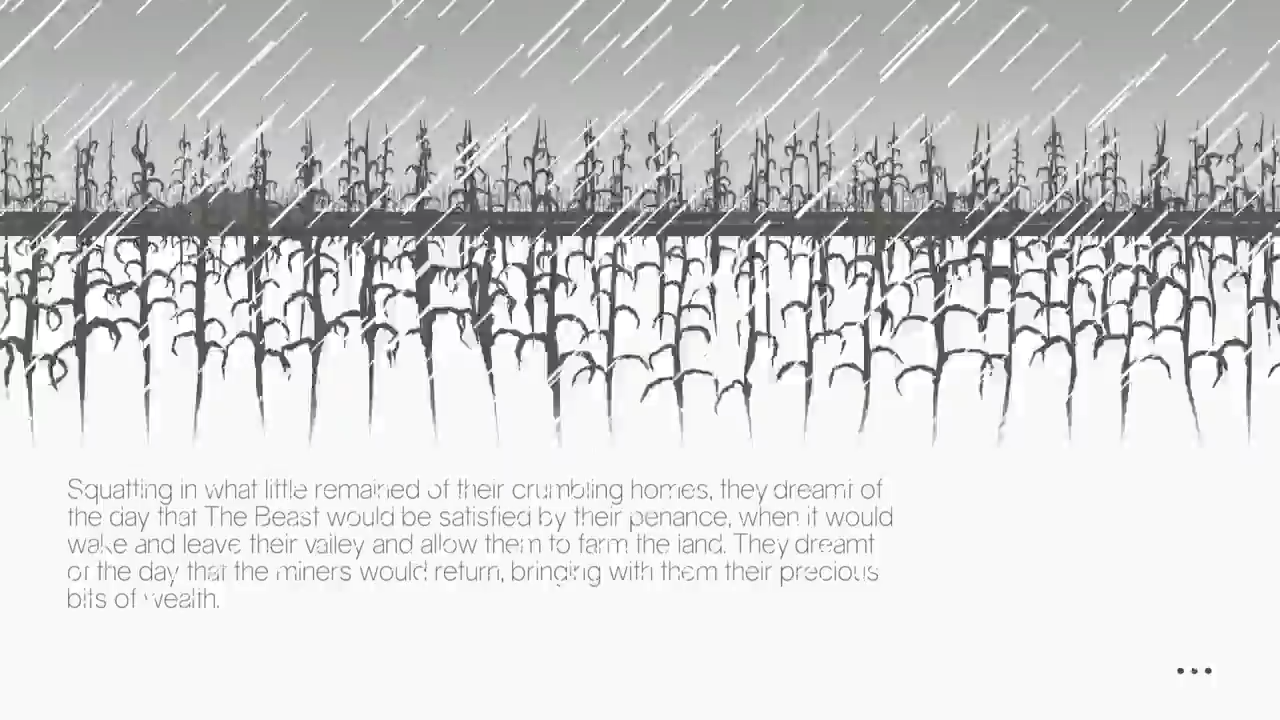 Squatting in what little remained of their crumbling homes, they dreamt of
the day that The Beast would be satisfied by their penance, when it would
wake and leave their valley and allow them to farm the land. They dreamt
of the day that the miners would return, bringing with them their precious
bits of wealth.